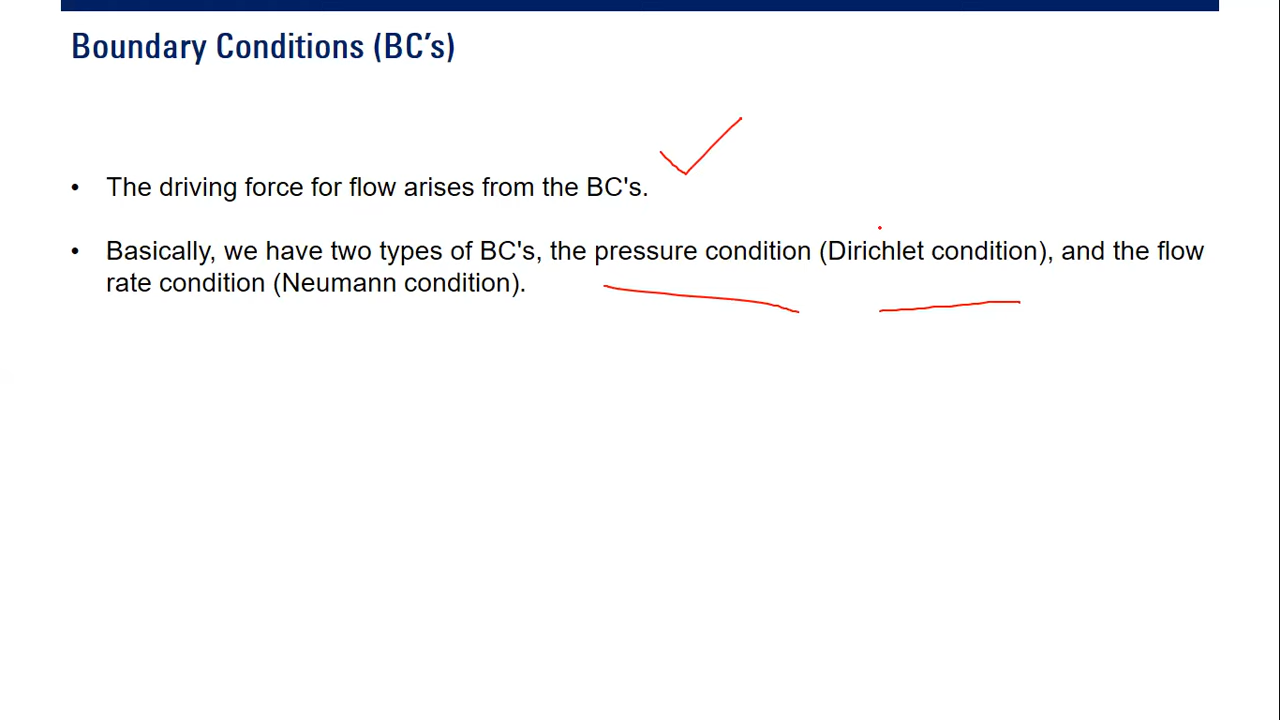 Boundary Conditions (BC’s)
• The driving force for flow arises from the BC's.
• Basically, we have two types of BC's, the pressure condition (Dirichlet condition), and the flow
rate condition (Neumann condition).